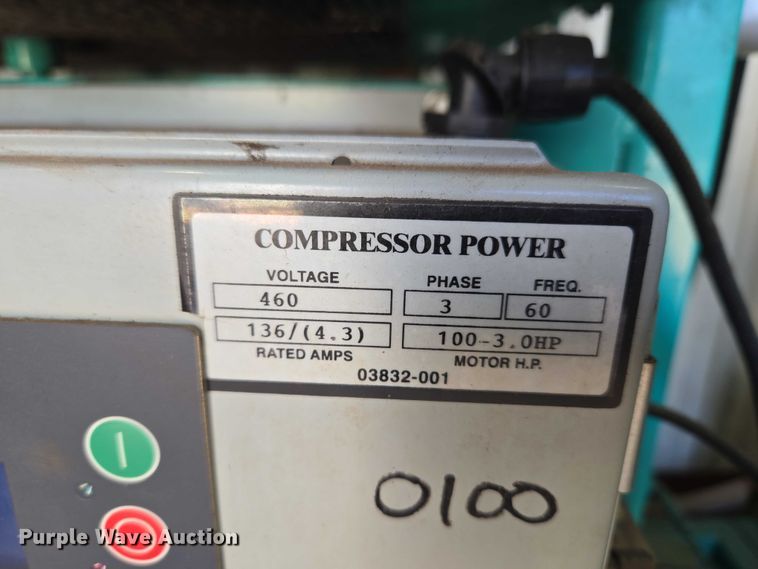 COMPRESSOR POWER
VOLTAGE PHASE FREQ.
460 3 60
136/(4.3) 100-3.0HP
RATED AMPS MOTOR H.P.
03832-001
0100
Purple Wave Auction